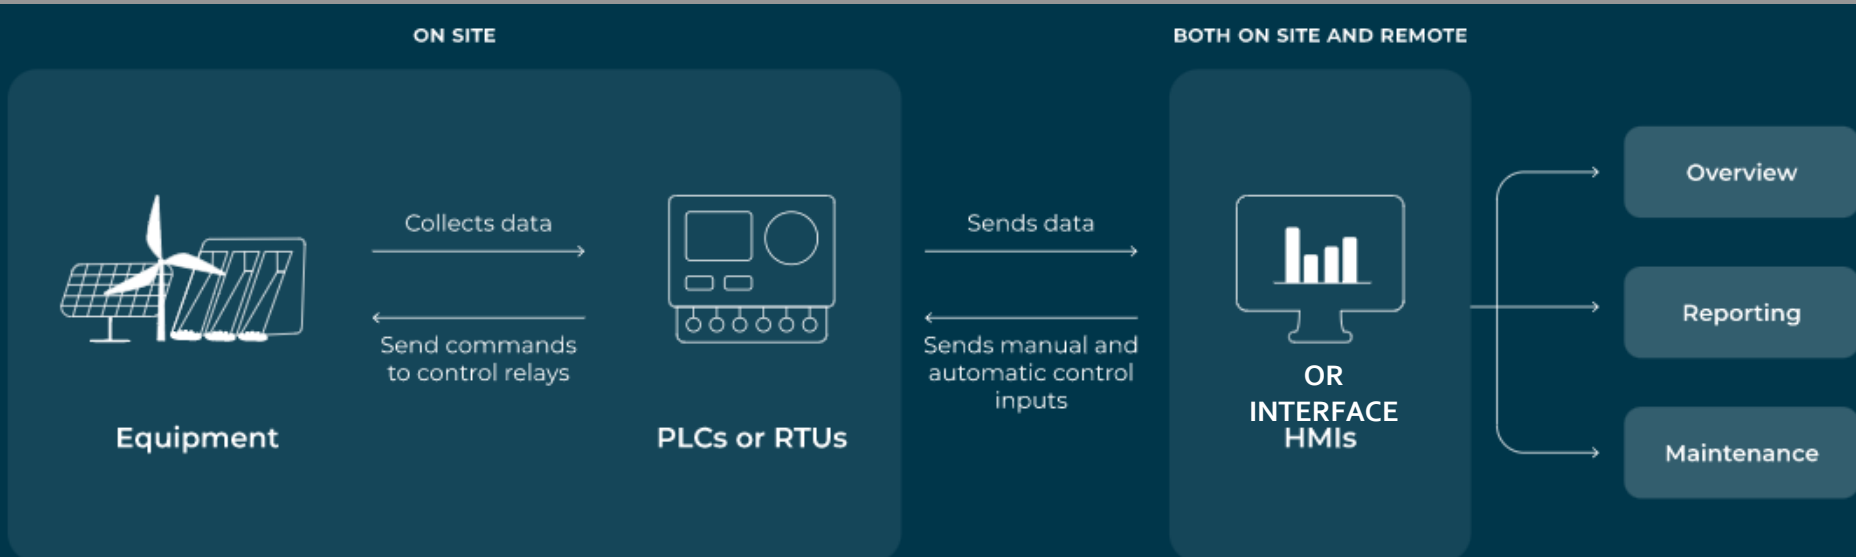 ON SITE
BOTH ON SITE AND REMOTE
Collects data
Send commands
to control relays
Equipment
PLCs or RTUs
Sends data
Sends manual and
automatic control
inputs
OR
INTERFACE
HMIs
Overview
Reporting
Maintenance